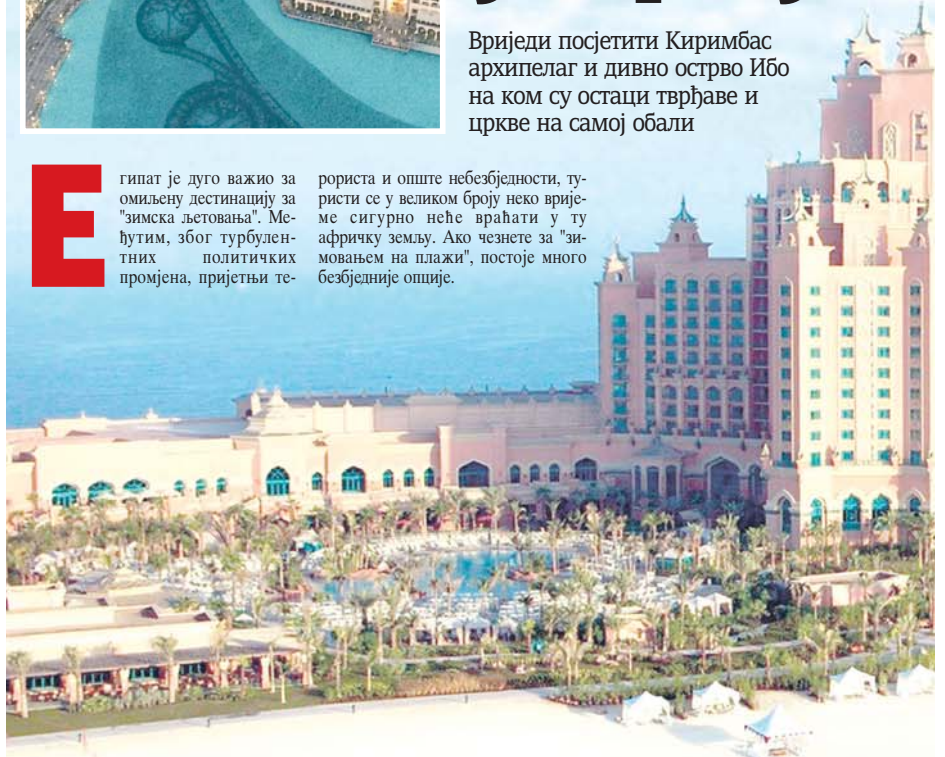 Вриједи посјетити Киримбас
архипелаг и дивно острво Ибо
на ком су остаци тврђаве и
цркве на самој обали
Египат је дуго важио за
омиљену дестинацију за
"зимска љетовања". Ме-
ђутим, због турбулен-
тних политичких
промјена, пријетњи те-
рориста и опште небезбједности, ту-
ристи се у великом броју неко врије-
ме сигурно неће враћати у ту
афричку земљу. Ако чезнете за "зи-
мовањем на плажи", постоје много
безбједније опције.